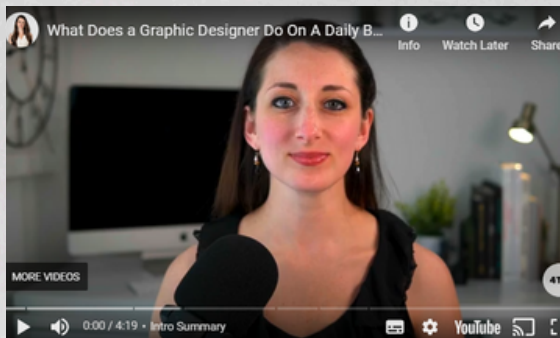 What Does a Graphic Designer Do On A Daily B...
Info
Watch Later
Share
MORE VIDEOS
0:00 / 4:19 • Intro Summary
YouTube